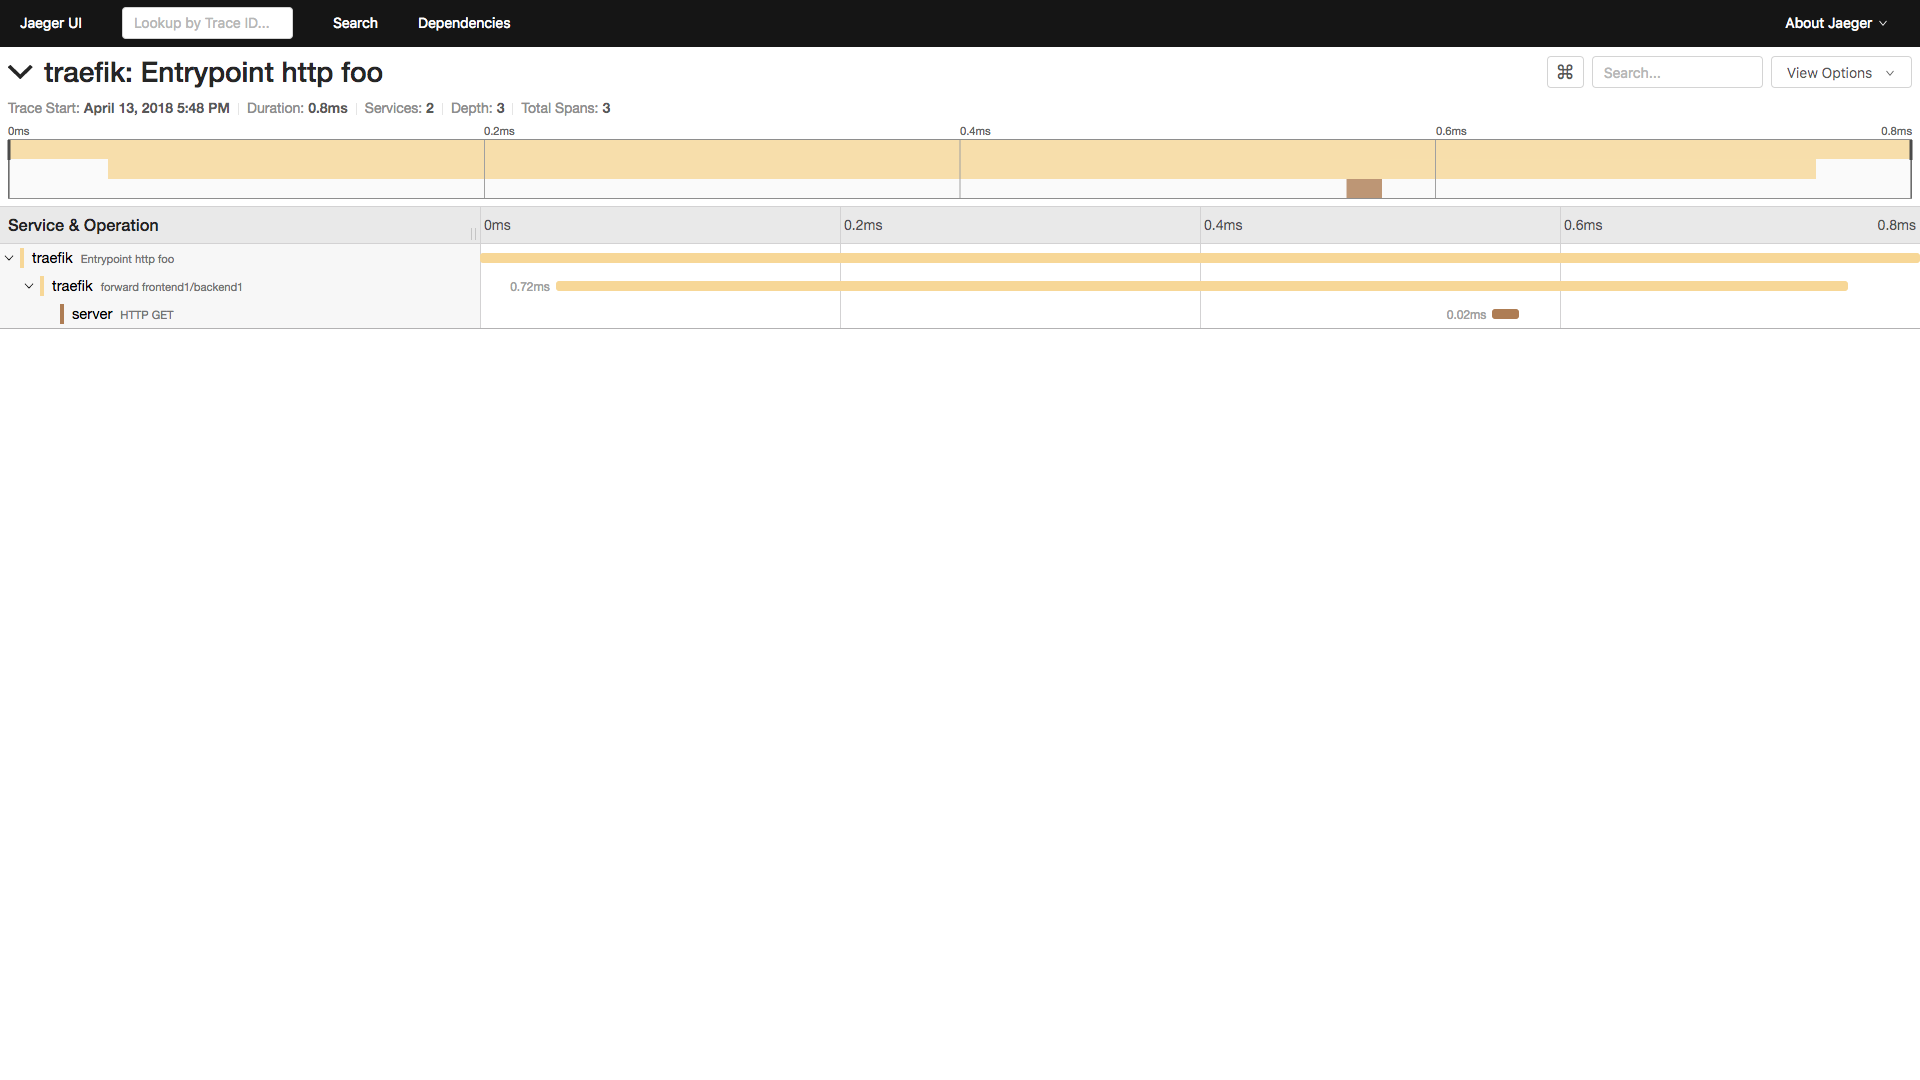 Jaeger UI Lookup by Trace ID... Search Dependencies About Jaeger
traefik: Entrypoint http foo ⌘ Search... View Options
Trace Start: April 13, 2018 5:48 PM Duration: 0.8ms Services: 2 Depth: 3 Total Spans: 3
0ms 0.2ms 0.4ms 0.6ms 0.8ms
Service & Operation 0ms 0.2ms 0.4ms 0.6ms 0.8ms
traefik Entrypoint http foo
traefik forward frontend1/backend1 0.72ms
server HTTP GET 0.02ms